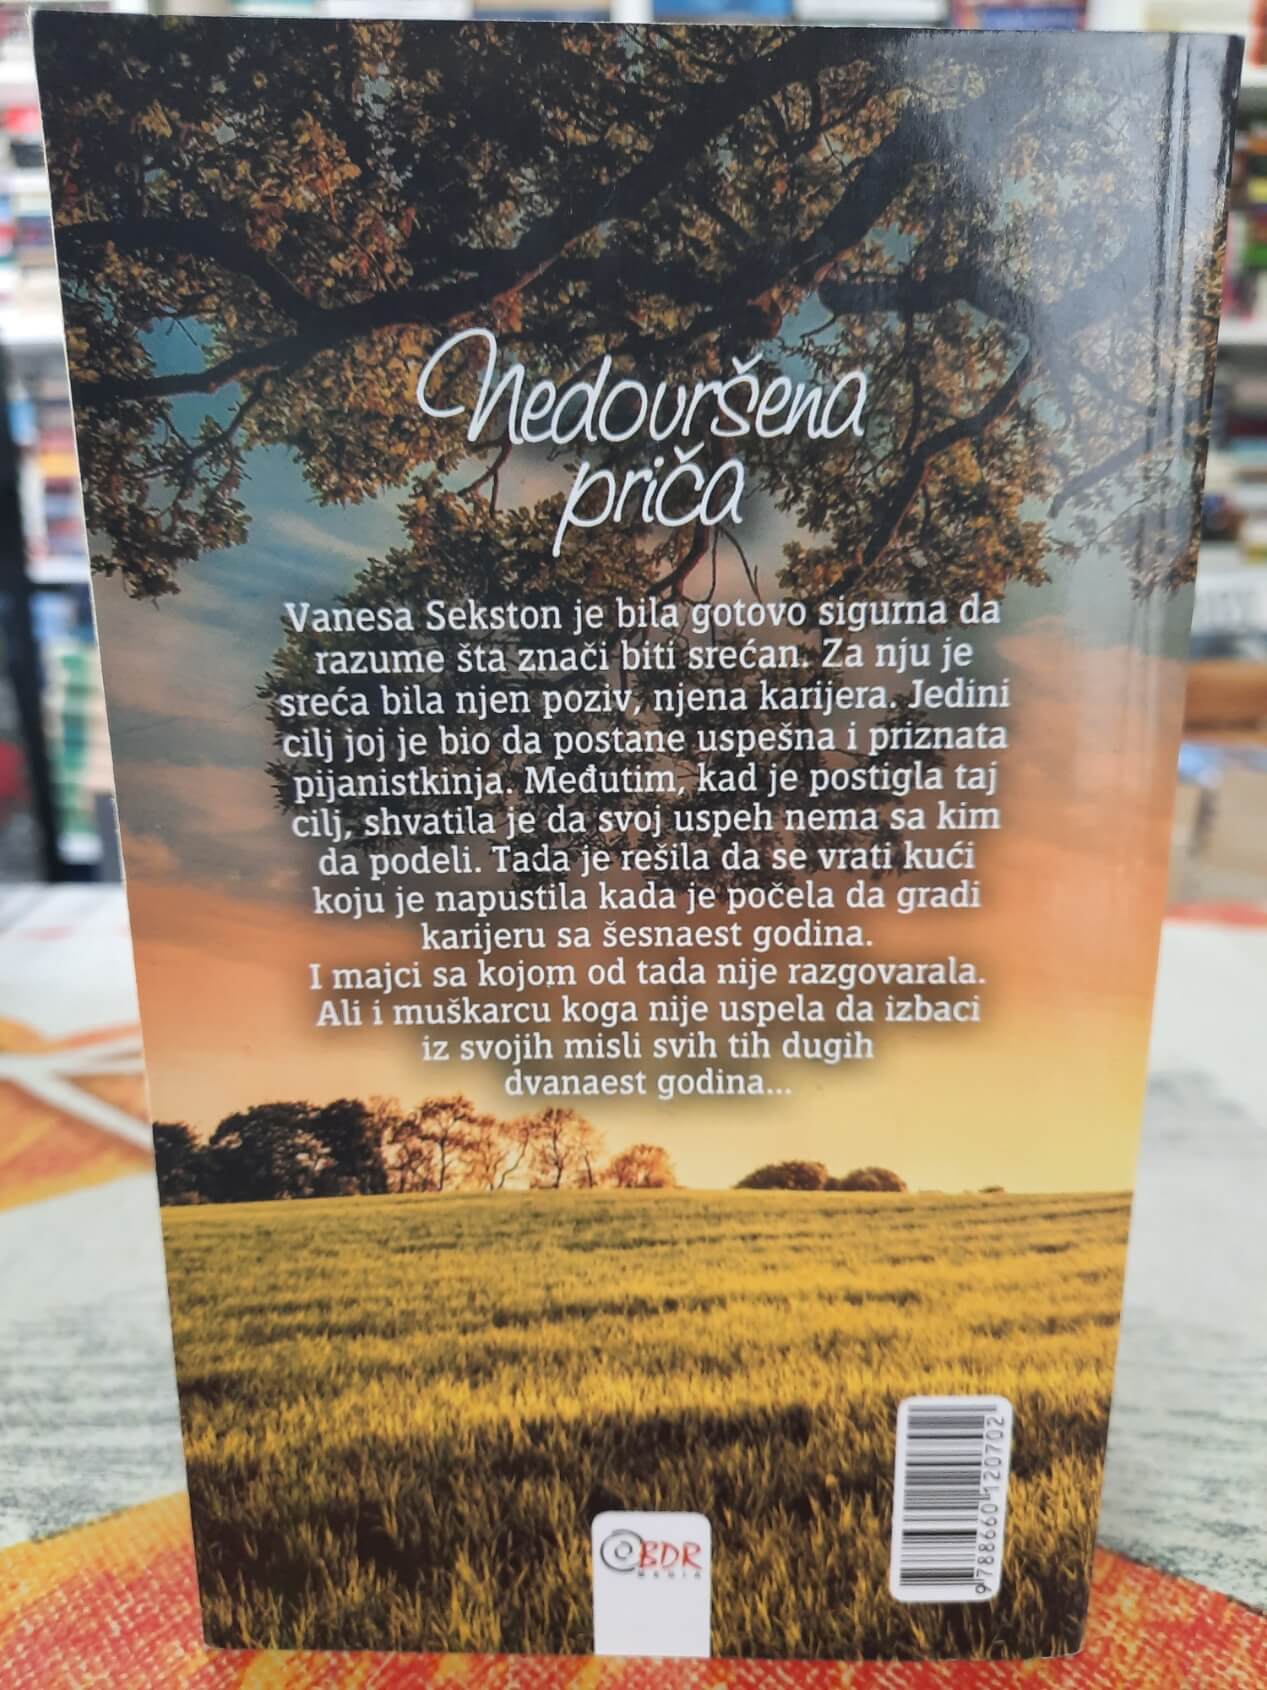 Nedovršena
priča
Vanesa Sekston je bila gotovo sigurna da
razume šta znači biti srećan. Za nju je
sreća bila njen poziv, njena karijera. Jedini
cilj joj je bio da postane uspešna i priznata
pijanistkinja. Međutim, kad je postigla taj
cilj, shvatila je da svoj uspeh nema sa kim
da podeli. Tada je rešila da se vrati kući
koju je napustila kada je počela da gradi
karijeru sa šesnaest godina.
I majci sa kojom od tada nije razgovarala.
Ali i muškarcu koga nije uspela da izbaci
iz svojih misli svih tih dugih
dvanaest godina...
BDR
MEDIA
9788660120702